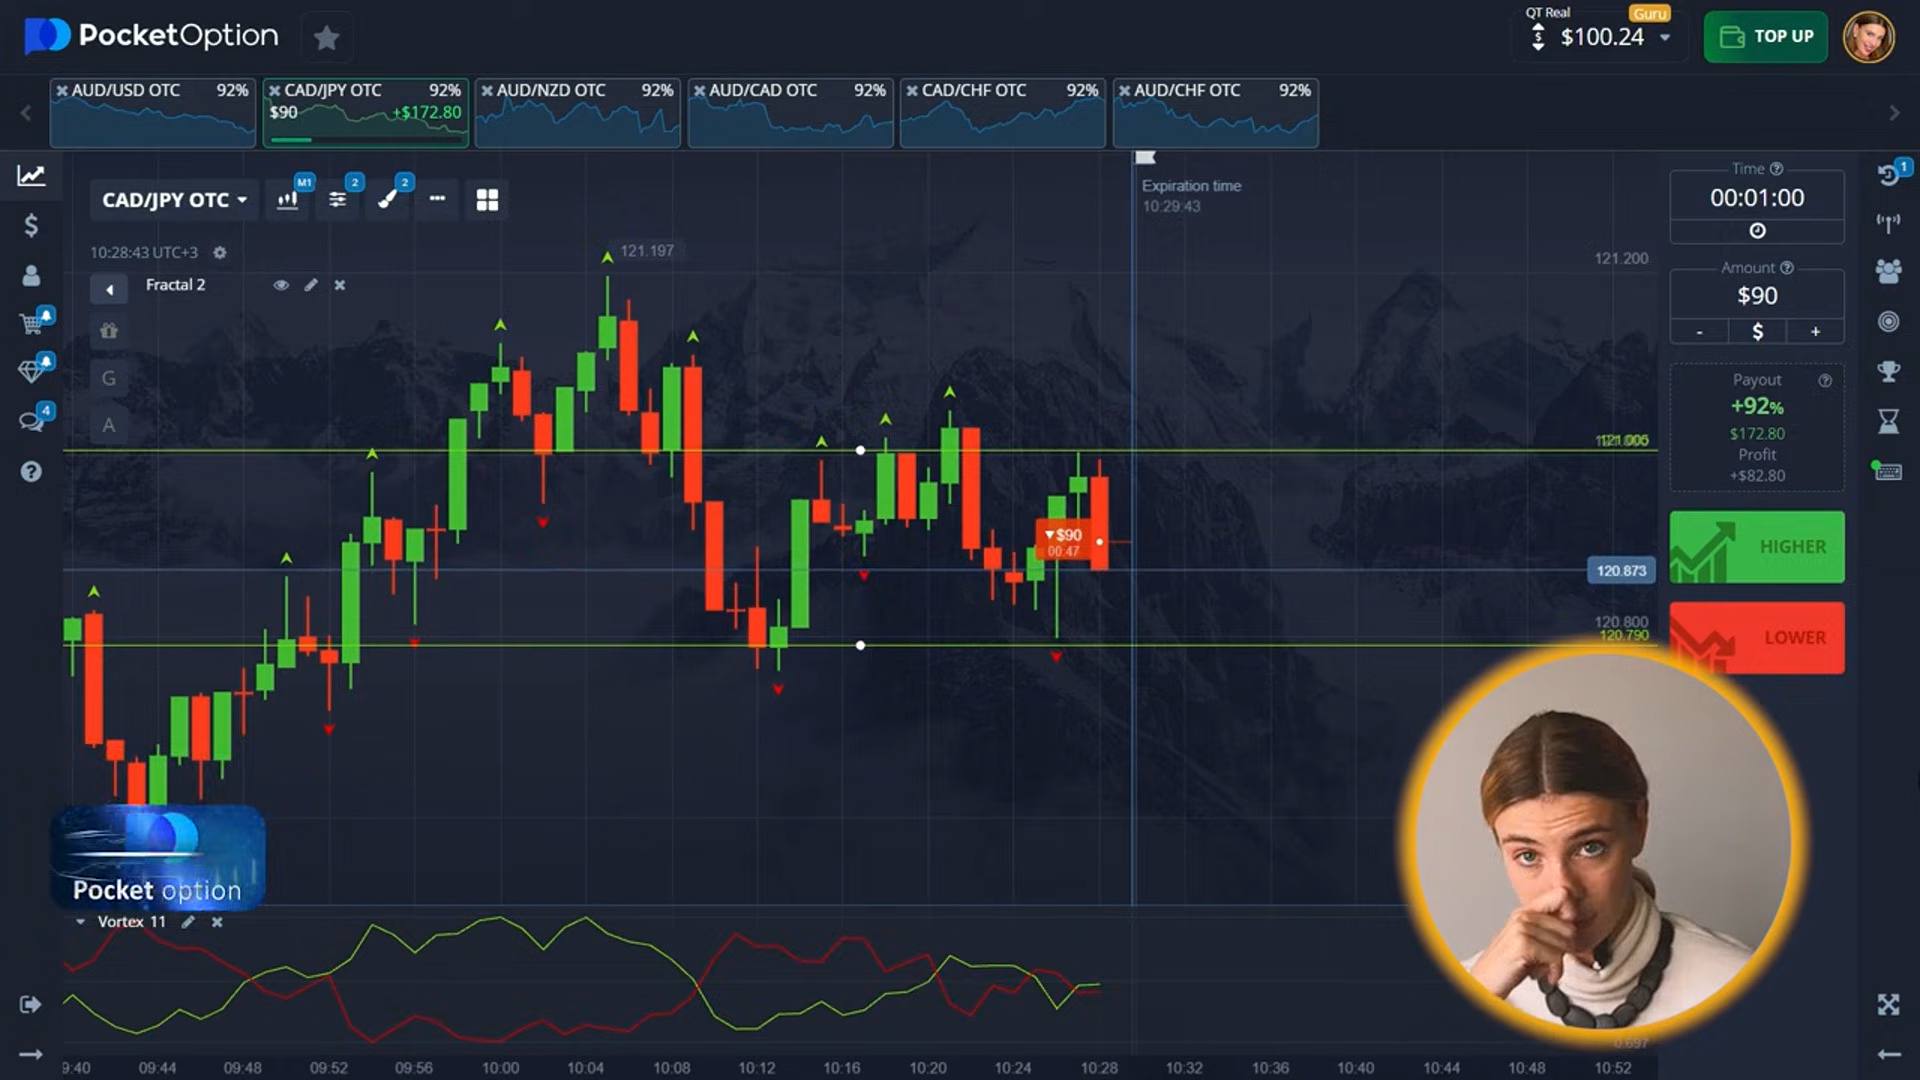 PocketOption
QT Real
Guru
$100.24
TOP UP
AUD/USD OTC 92%
CAD/JPY OTC 92%
$90 +$172.80
AUD/NZD OTC 92%
AUD/CAD OTC 92%
CAD/CHF OTC 92%
AUD/CHF OTC 92%
CAD/JPY OTC
M1
2
2
10:28:43 UTC+3
Fractal 2
G
A
4
121.197
Expiration time
10:29:43
121.200
121.005
$90
00:47
120.873
120.800
120.790
Time
00:01:00
Amount
$90
- $ +
Payout
+92%
$172.80
Profit
+$82.80
HIGHER
LOWER
1
Pocket option
Vortex 11
0.697
9:40 09:44 09:48 09:52 09:56 10:00 10:04 10:08 10:12 10:16 10:20 10:24 10:28 10:32 10:36 10:40 10:44 10:48 10:52